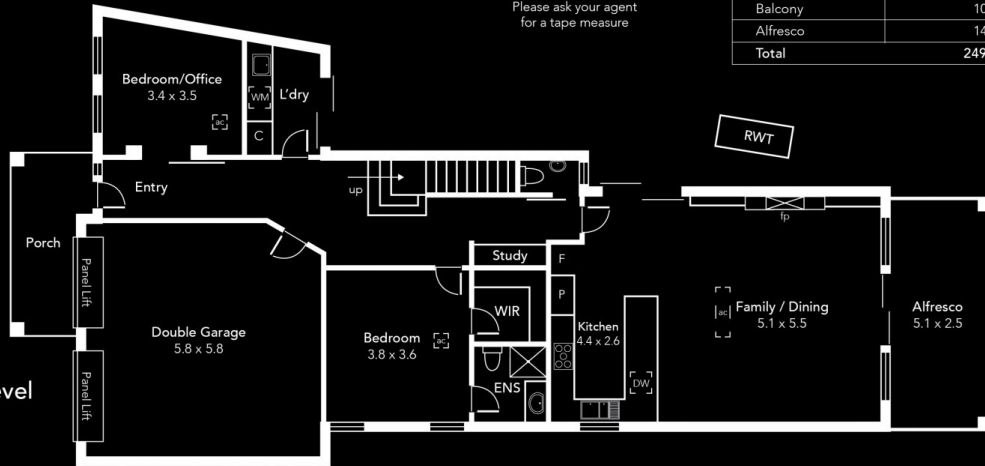 Please ask your agent
for a tape measure
Balcony
Alfresco
Total
Bedroom/Office
3.4 x 3.5
ac
WM
L'dry
C
RWT
Entry
up
fp
Porch
Panel Lift
Double Garage
5.8 x 5.8
Study
F
P
WIR
Bedroom
3.8 x 3.6
ac
Kitchen
4.4 x 2.6
ac
Family / Dining
5.1 x 5.5
Alfresco
5.1 x 2.5
Panel Lift
ENS
DW